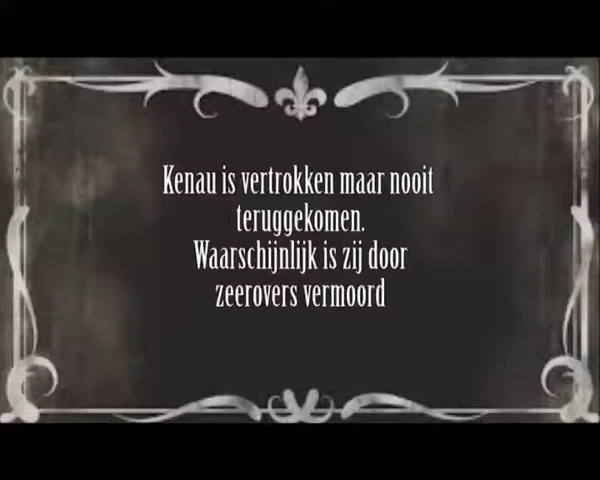 Kenau is vertrokken maar nooit
teruggekomen.
Waarschijnlijk is zij door
zeerovers vermoord